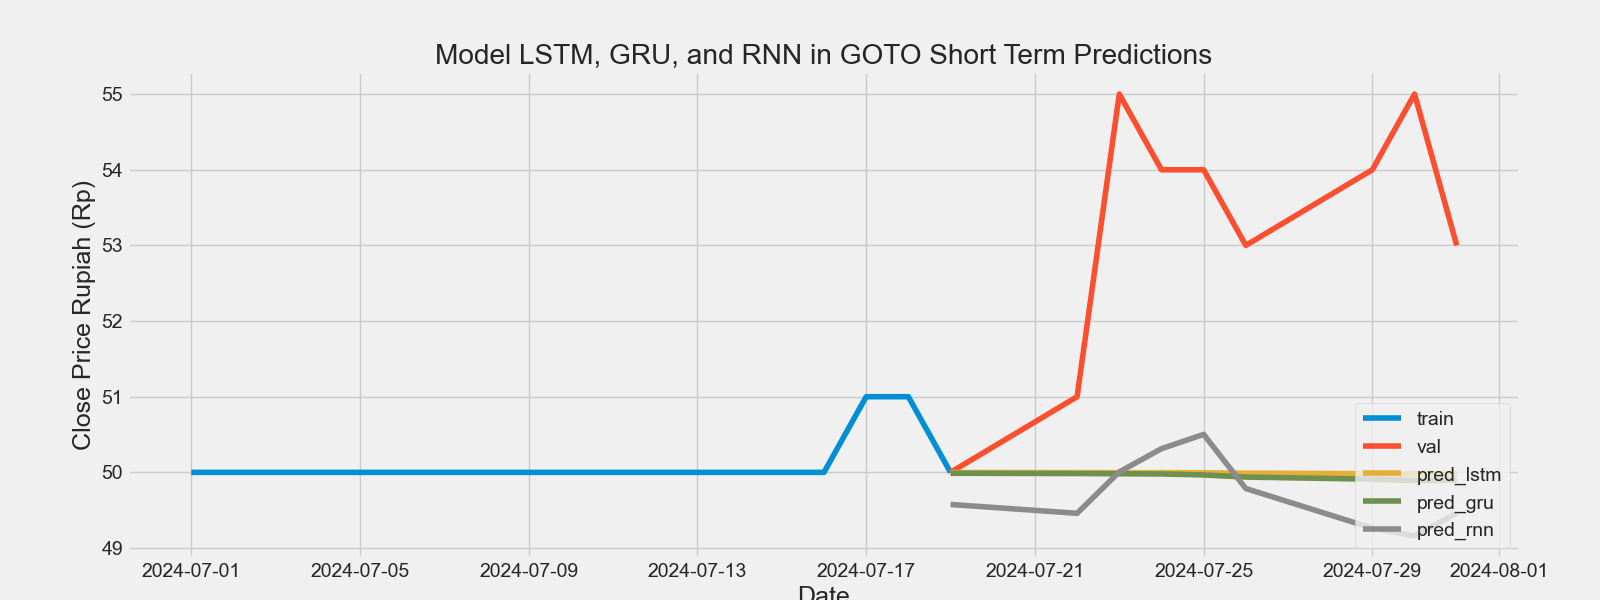 Model LSTM, GRU, and RNN in GOTO Short Term Predictions
Close Price Rupiah (Rp)
55
54
53
52
51
50
49
train
val
pred_lstm
pred_gru
pred_rnn
2024-07-01 2024-07-05 2024-07-09 2024-07-13 2024-07-17 2024-07-21 2024-07-25 2024-07-29 2024-08-01
Date